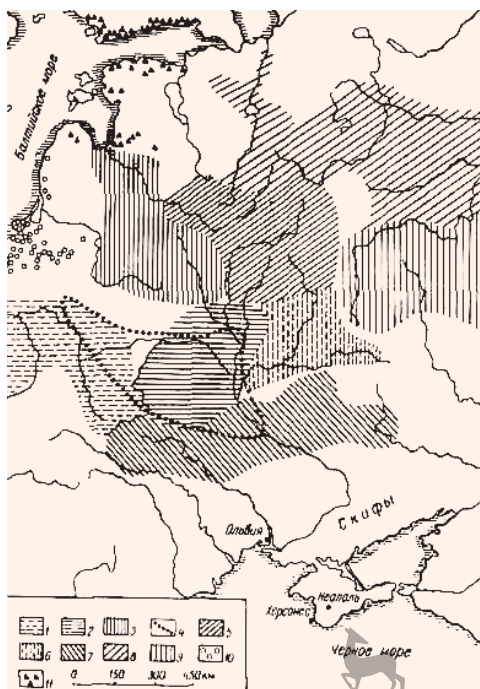 Балтийское море
Скифы
Ольвия
Неаполь
Херсонес
Черное море
1 2 3 4 5
6 7 8 9 10
11 0 150 300 450 км